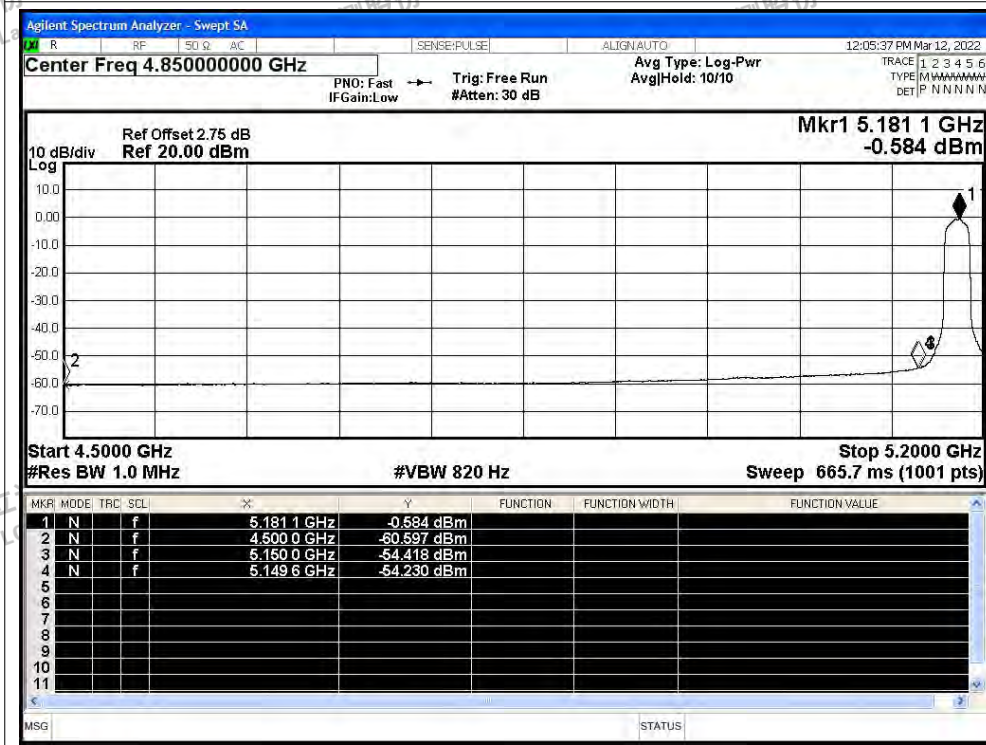 Agilent Spectrum Analyzer - Swept SA
R RF 50 Ω AC SENSE:PULSE ALIGN AUTO 12:05:37 PM Mar 12, 2022
Center Freq 4.850000000 GHz
PNO: Fast
IFGain:Low
Trig: Free Run
#Atten: 30 dB
Avg Type: Log-Pwr
Avg|Hold: 10/10
TRACE 1 2 3 4 5 6
TYPE M
DET P N N N N N
Ref Offset 2.75 dB
Ref 20.00 dBm
10 dB/div
Log
Mkr1 5.181 1 GHz
-0.584 dBm
10.0
0.00
-10.0
-20.0
-30.0
-40.0
-50.0
-60.0
-70.0
1
2
Start 4.5000 GHz
Stop 5.2000 GHz
#Res BW 1.0 MHz
#VBW 820 Hz
Sweep 665.7 ms (1001 pts)
MKR MODE TRC SCL X Y FUNCTION FUNCTION WIDTH FUNCTION VALUE
1 N f 5.181 1 GHz -0.584 dBm
2 N f 4.500 0 GHz -60.597 dBm
3 N f 5.150 0 GHz -54.418 dBm
4 N f 5.149 6 GHz -54.230 dBm
5
6
7
8
9
10
11
MSG STATUS